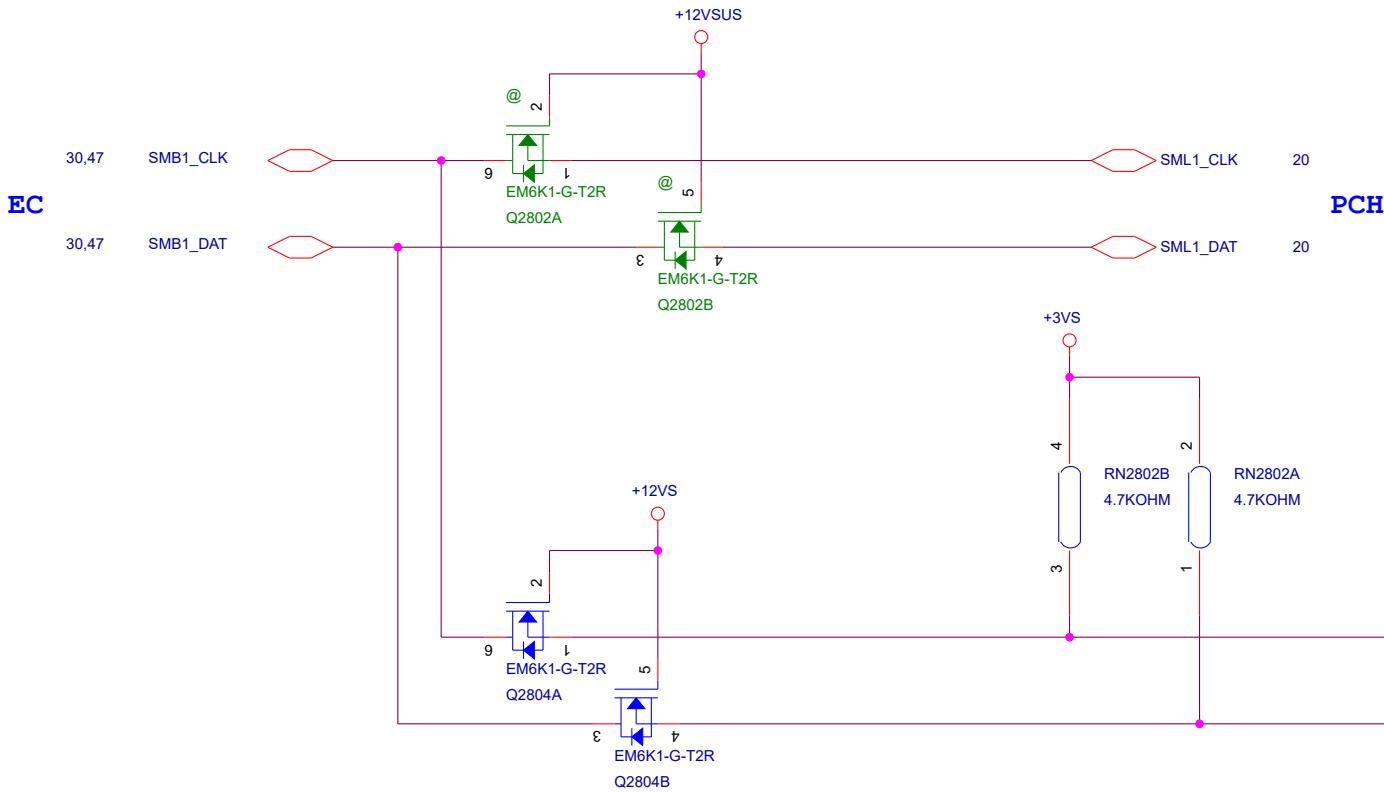 +12VSUS
@
2
30,47 SMB1_CLK
6
1
SML1_CLK 20
EM6K1-G-T2R
Q2802A
@
5
EC
PCH
30,47 SMB1_DAT
3
4
SML1_DAT 20
EM6K1-G-T2R
Q2802B
+3VS
4
2
RN2802B
4.7KOHM
RN2802A
4.7KOHM
3
1
+12VS
2
6
1
EM6K1-G-T2R
Q2804A
5
3
4
EM6K1-G-T2R
Q2804B